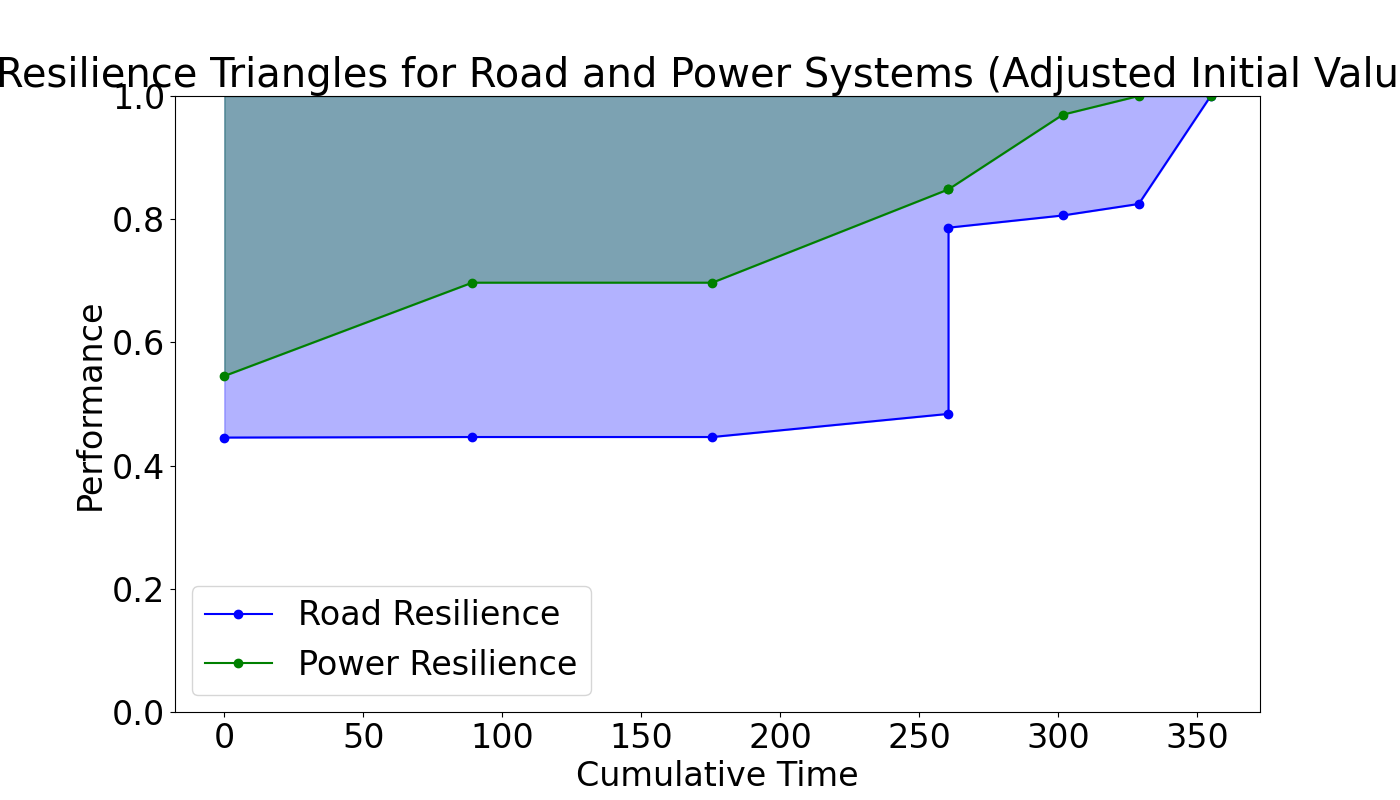 Resilience Triangles for Road and Power Systems (Adjusted Initial Valu
1.0
0.8
0.6
0.4
0.2
0.0
Performance
Road Resilience
Power Resilience
0 50 100 150 200 250 300 350
Cumulative Time